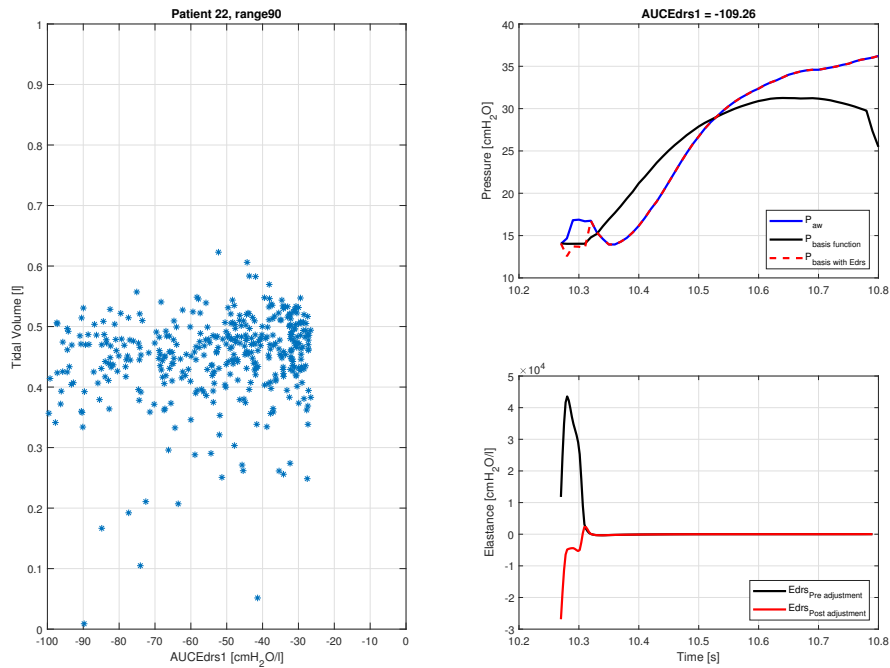 Patient 22, range90
1
0.9
0.8
0.7
0.6
0.5
0.4
0.3
0.2
0.1
0
Tidal Volume [l]
-100 -90 -80 -70 -60 -50 -40 -30 -20 -10 0
AUCEdrs1 [cmH2O/l]
AUCEdrs1 = -109.26
40
35
30
25
20
15
10
Pressure [cmH2O]
10.2 10.3 10.4 10.5 10.6 10.7 10.8
Paw
Pbasis function
Pbasis with Edrs
×10^4
5
4
3
2
1
0
-1
-2
-3
Elastance [cmH2O/l]
10.2 10.3 10.4 10.5 10.6 10.7 10.8
Time [s]
EdrsPre adjustment
EdrsPost adjustment